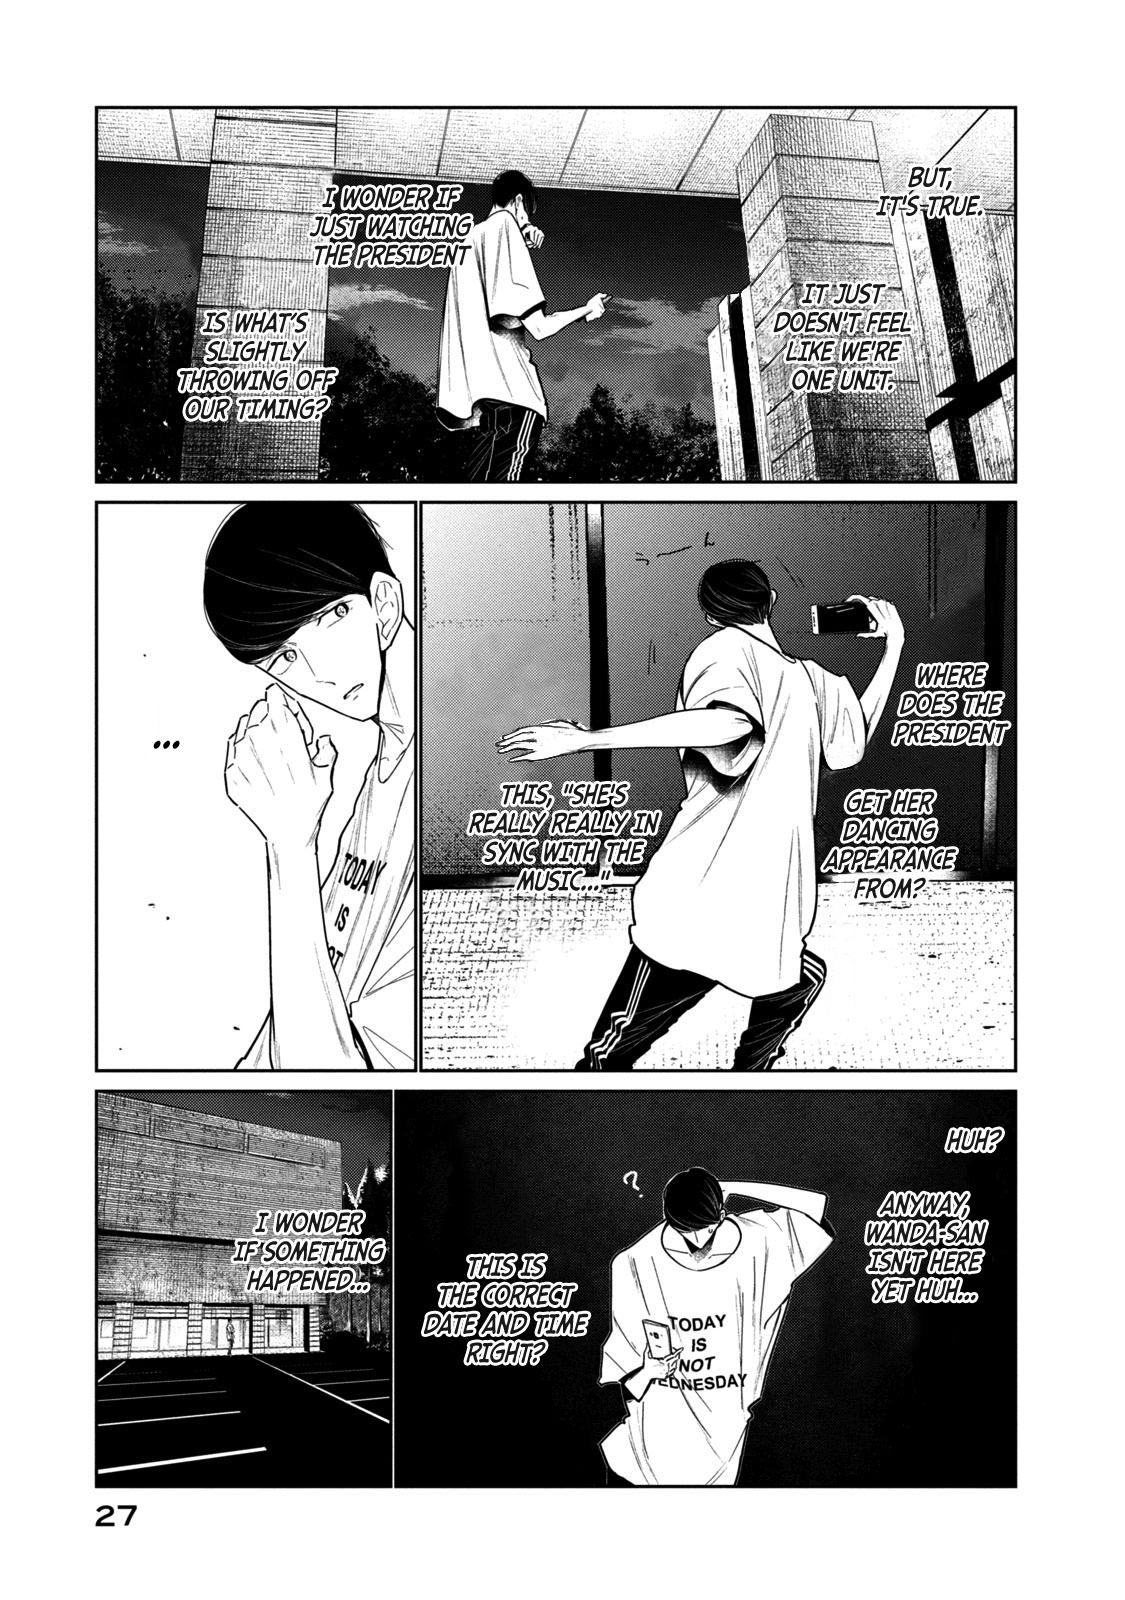 BUT,
IT'S TRUE.
IT JUST
DOESN'T FEEL
LIKE WE'RE
ONE UNIT.
I WONDER IF
JUST WATCHING
THE PRESIDENT
IS WHAT'S
SLIGHTLY
THROWING OFF
OUR TIMING?
WHERE
DOES THE
PRESIDENT
GET HER
DANCING
APPEARANCE
FROM?
THIS, "SHE'S
REALLY REALLY IN
SYNC WITH THE
MUSIC..."
...
TODAY
IS
HUH?
ANYWAY,
WANDA-SAN
ISN'T HERE
YET HUH...
?
THIS IS
THE CORRECT
DATE AND TIME
RIGHT?
TODAY
IS
NOT
WEDNESDAY
I WONDER
IF SOMETHING
HAPPENED...
27